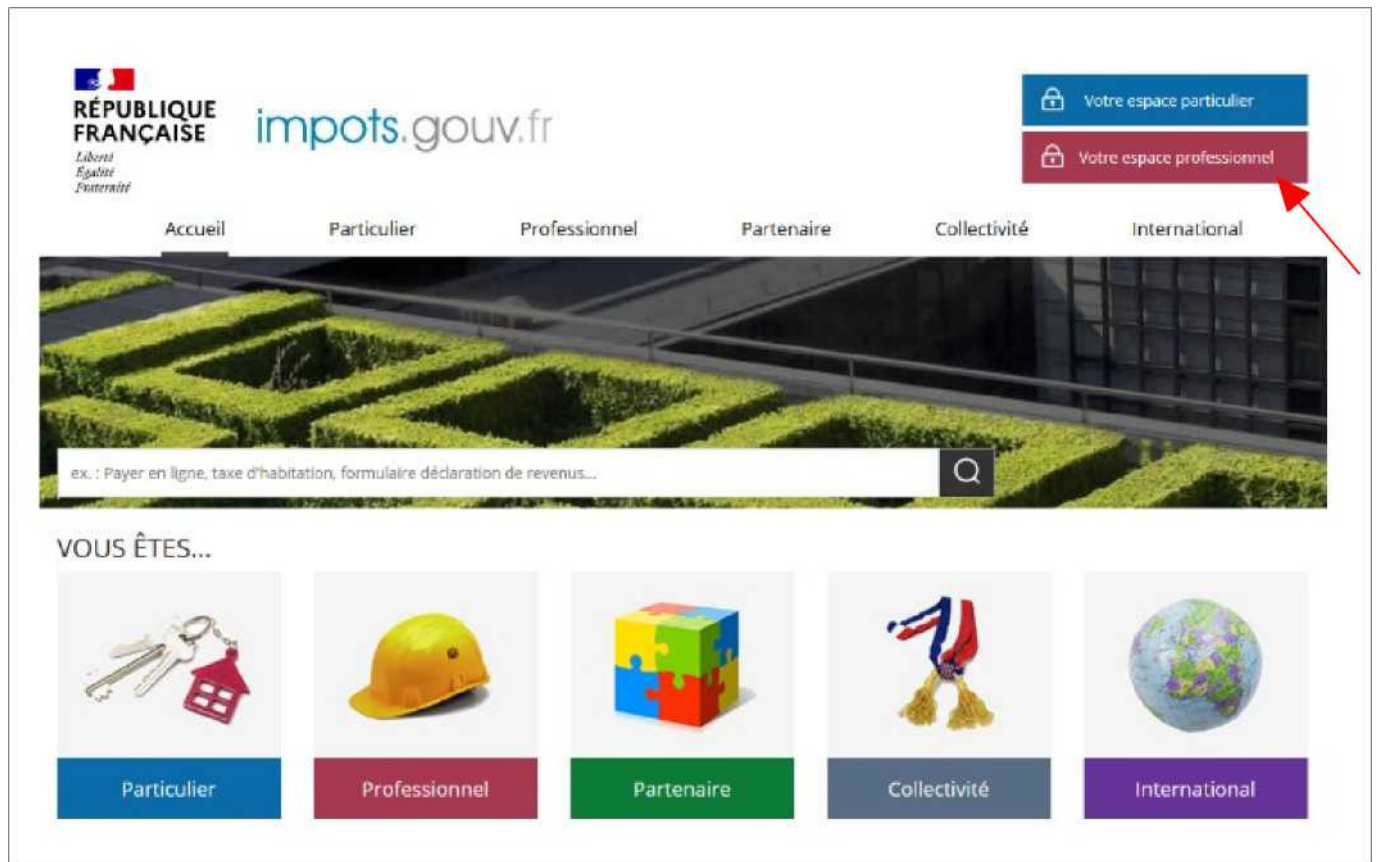 RÉPUBLIQUE
FRANÇAISE
Liberté
Égalité
Fraternité
impots.gouv.fr
Votre espace particulier
Votre espace professionnel
Accueil Particulier Professionnel Partenaire Collectivité International
ex. : Payer en ligne, taxe d'habitation, formulaire déclaration de revenus...
VOUS ÊTES...
Particulier Professionnel Partenaire Collectivité International